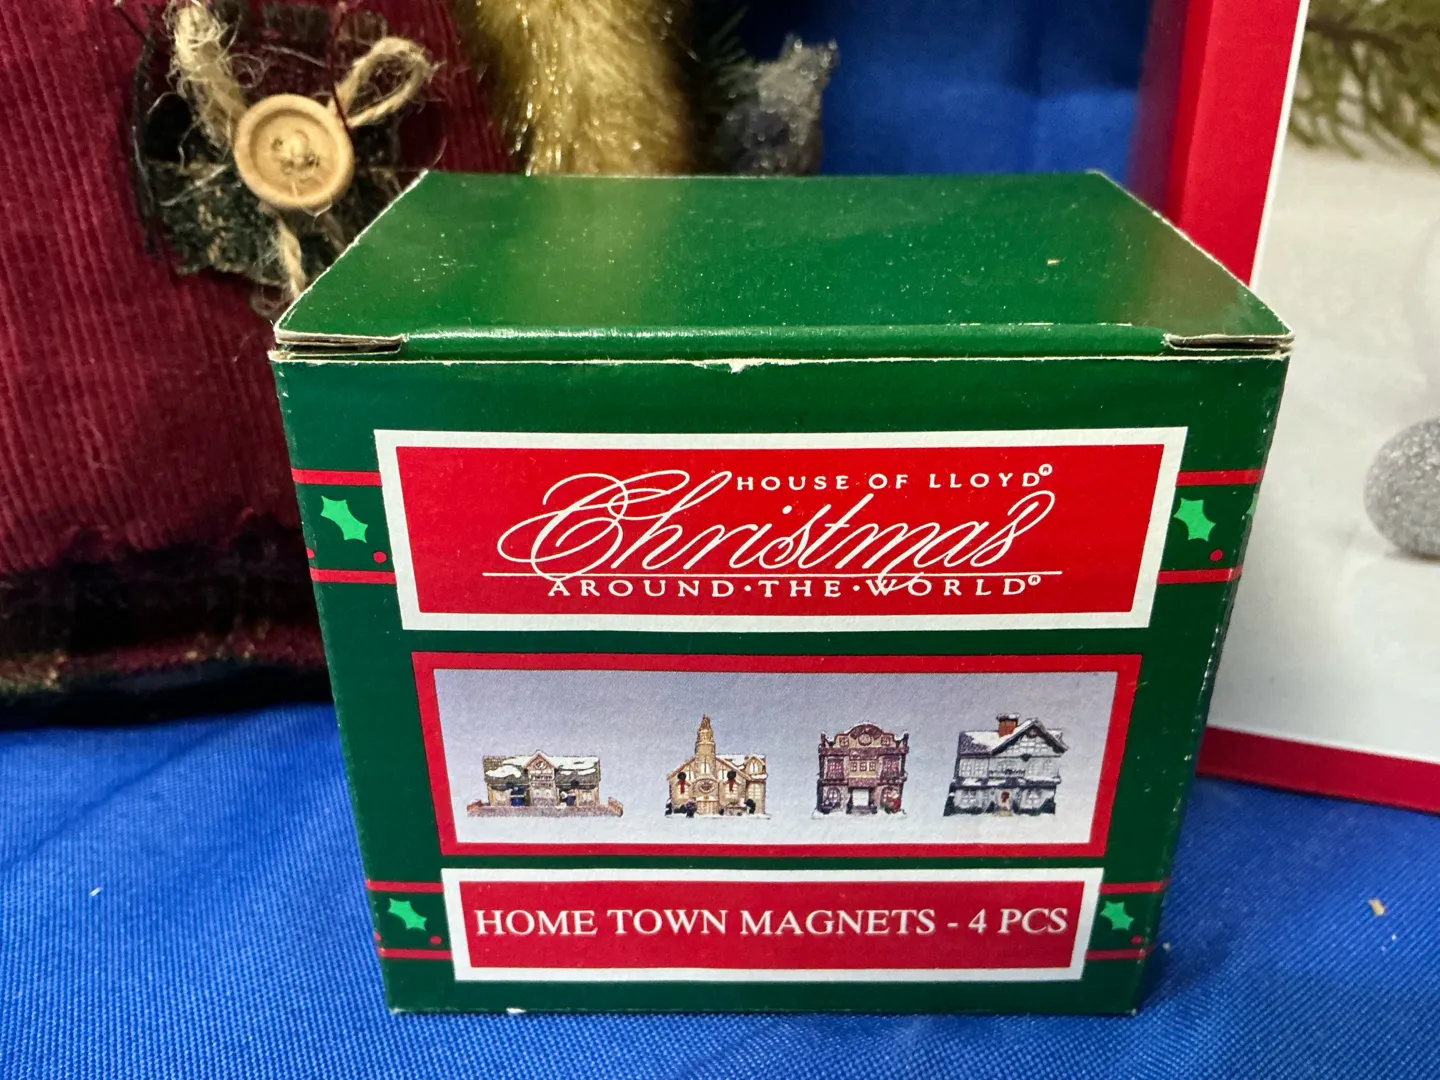 HOUSE OF LLOYD®
Christmas
AROUND·THE·WORLD®
HOME TOWN MAGNETS - 4 PCS